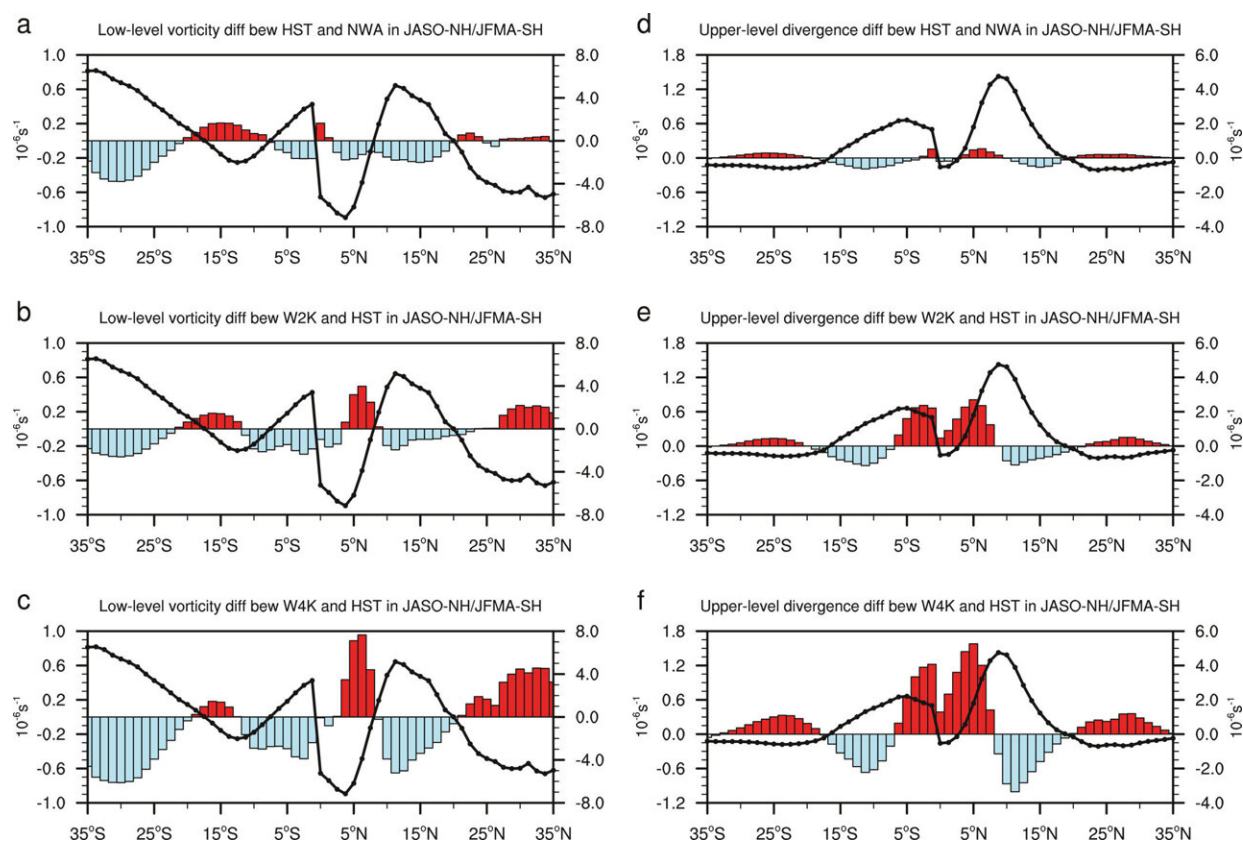 a
Low-level vorticity diff bew HST and NWA in JASO-NH/JFMA-SH
1.0
0.6
0.2
-0.2
-0.6
-1.0
10⁻⁶s⁻¹
8.0
4.0
0.0
-4.0
-8.0
35°S 25°S 15°S 5°S 5°N 15°N 25°N 35°N
b
Low-level vorticity diff bew W2K and HST in JASO-NH/JFMA-SH
1.0
0.6
0.2
-0.2
-0.6
-1.0
10⁻⁶s⁻¹
8.0
4.0
0.0
-4.0
-8.0
35°S 25°S 15°S 5°S 5°N 15°N 25°N 35°N
c
Low-level vorticity diff bew W4K and HST in JASO-NH/JFMA-SH
1.0
0.6
0.2
-0.2
-0.6
-1.0
10⁻⁶s⁻¹
8.0
4.0
0.0
-4.0
-8.0
35°S 25°S 15°S 5°S 5°N 15°N 25°N 35°N
d
Upper-level divergence diff bew HST and NWA in JASO-NH/JFMA-SH
1.8
1.2
0.6
0.0
-0.6
-1.2
10⁻⁶s⁻¹
6.0
4.0
2.0
0.0
-2.0
-4.0
35°S 25°S 15°S 5°S 5°N 15°N 25°N 35°N
e
Upper-level divergence diff bew W2K and HST in JASO-NH/JFMA-SH
1.8
1.2
0.6
0.0
-0.6
-1.2
10⁻⁶s⁻¹
6.0
4.0
2.0
0.0
-2.0
-4.0
35°S 25°S 15°S 5°S 5°N 15°N 25°N 35°N
f
Upper-level divergence diff bew W4K and HST in JASO-NH/JFMA-SH
1.8
1.2
0.6
0.0
-0.6
-1.2
10⁻⁶s⁻¹
6.0
4.0
2.0
0.0
-2.0
-4.0
35°S 25°S 15°S 5°S 5°N 15°N 25°N 35°N